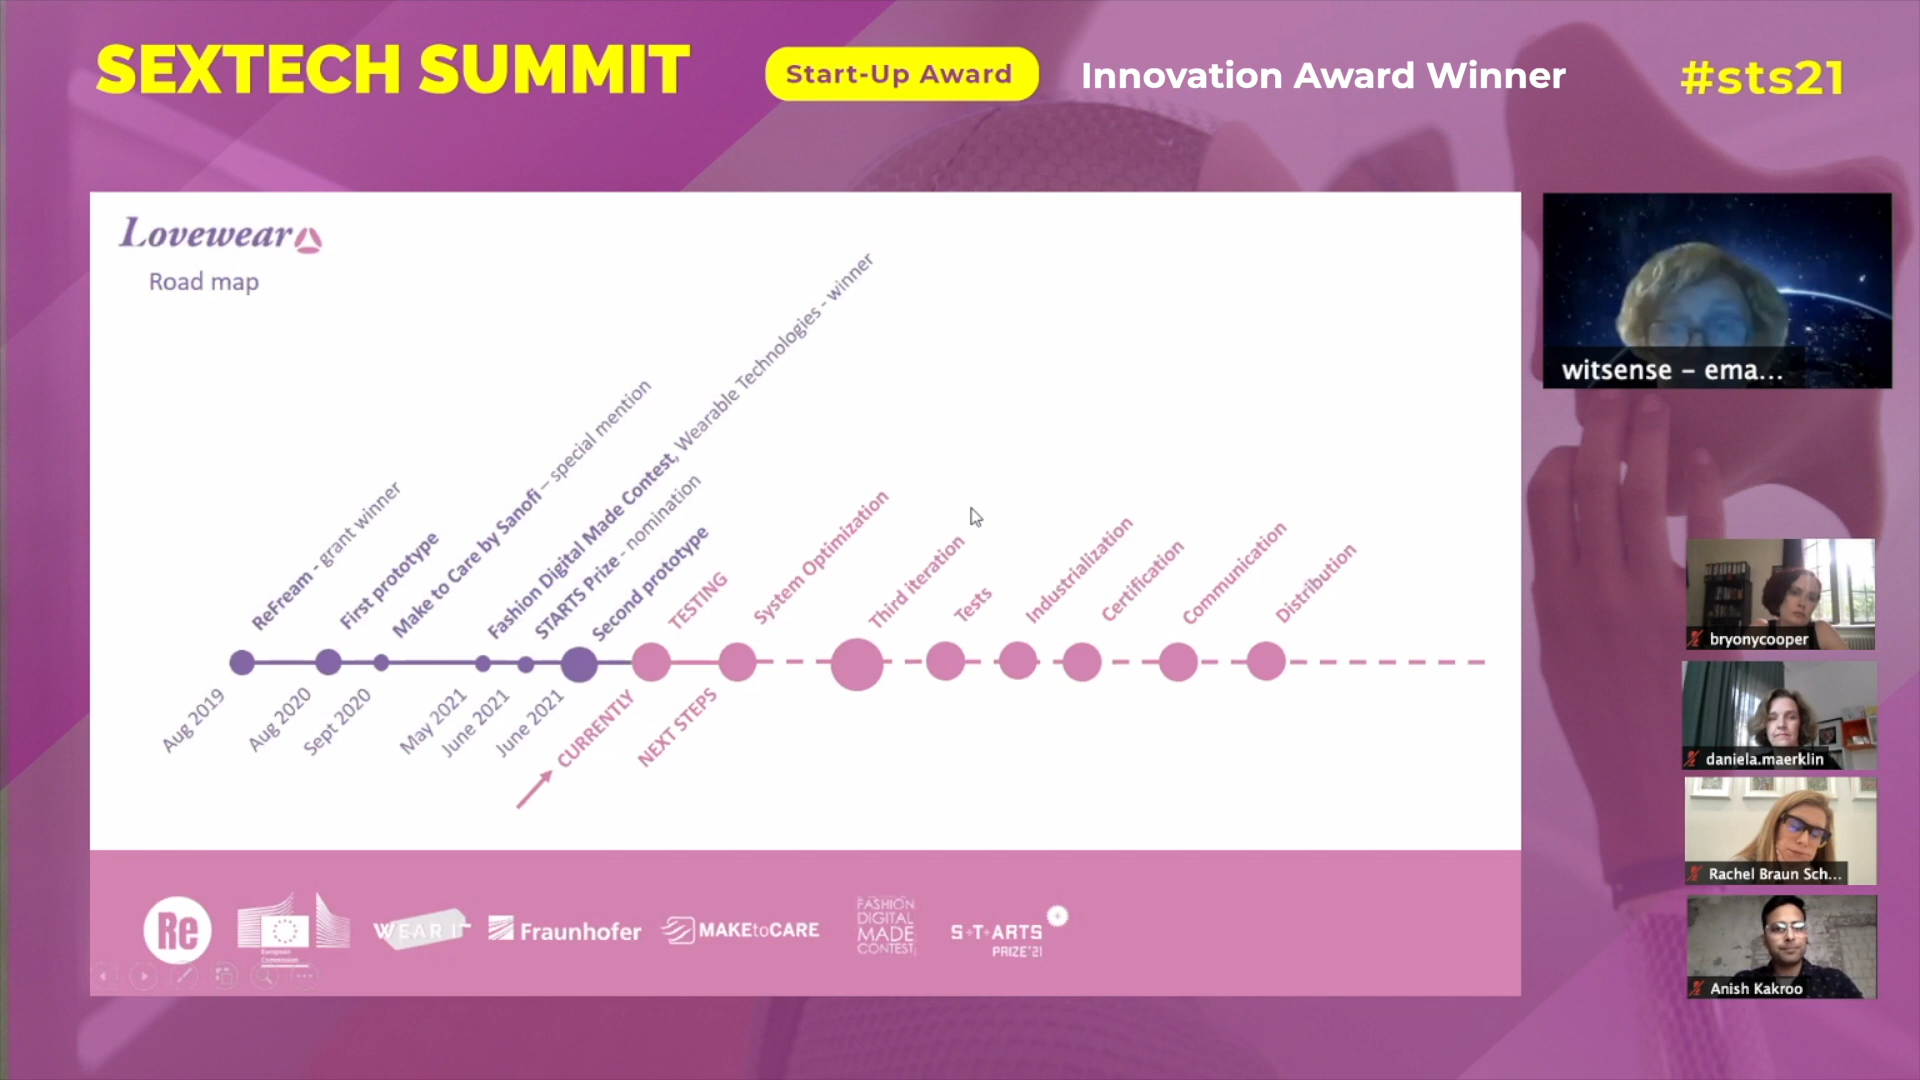 SEXTECH SUMMIT
Start-Up Award
Innovation Award Winner
#sts21
Lovewear
Road map
ReFream - grant winner
First prototype
Make to Care by Sanofi – special mention
Fashion Digital Made Contest, Wearable Technologies - winner
STARTS Prize - nomination
Second prototype
TESTING
System Optimization
Third iteration
Tests
Industrialization
Certification
Communication
Distribution
Aug 2019
Aug 2020
Sept 2020
May 2021
June 2021
June 2021
CURRENTLY
NEXT STEPS
Re
European
Commission
WEAR IT
Fraunhofer
MAKEtoCARE
FASHION
DIGITAL
MADE
CONTEST
S+T+ARTS
PRIZE'21
witsense – ema...
bryonycooper
daniela.maerklin
Rachel Braun Sch...
Anish Kakroo